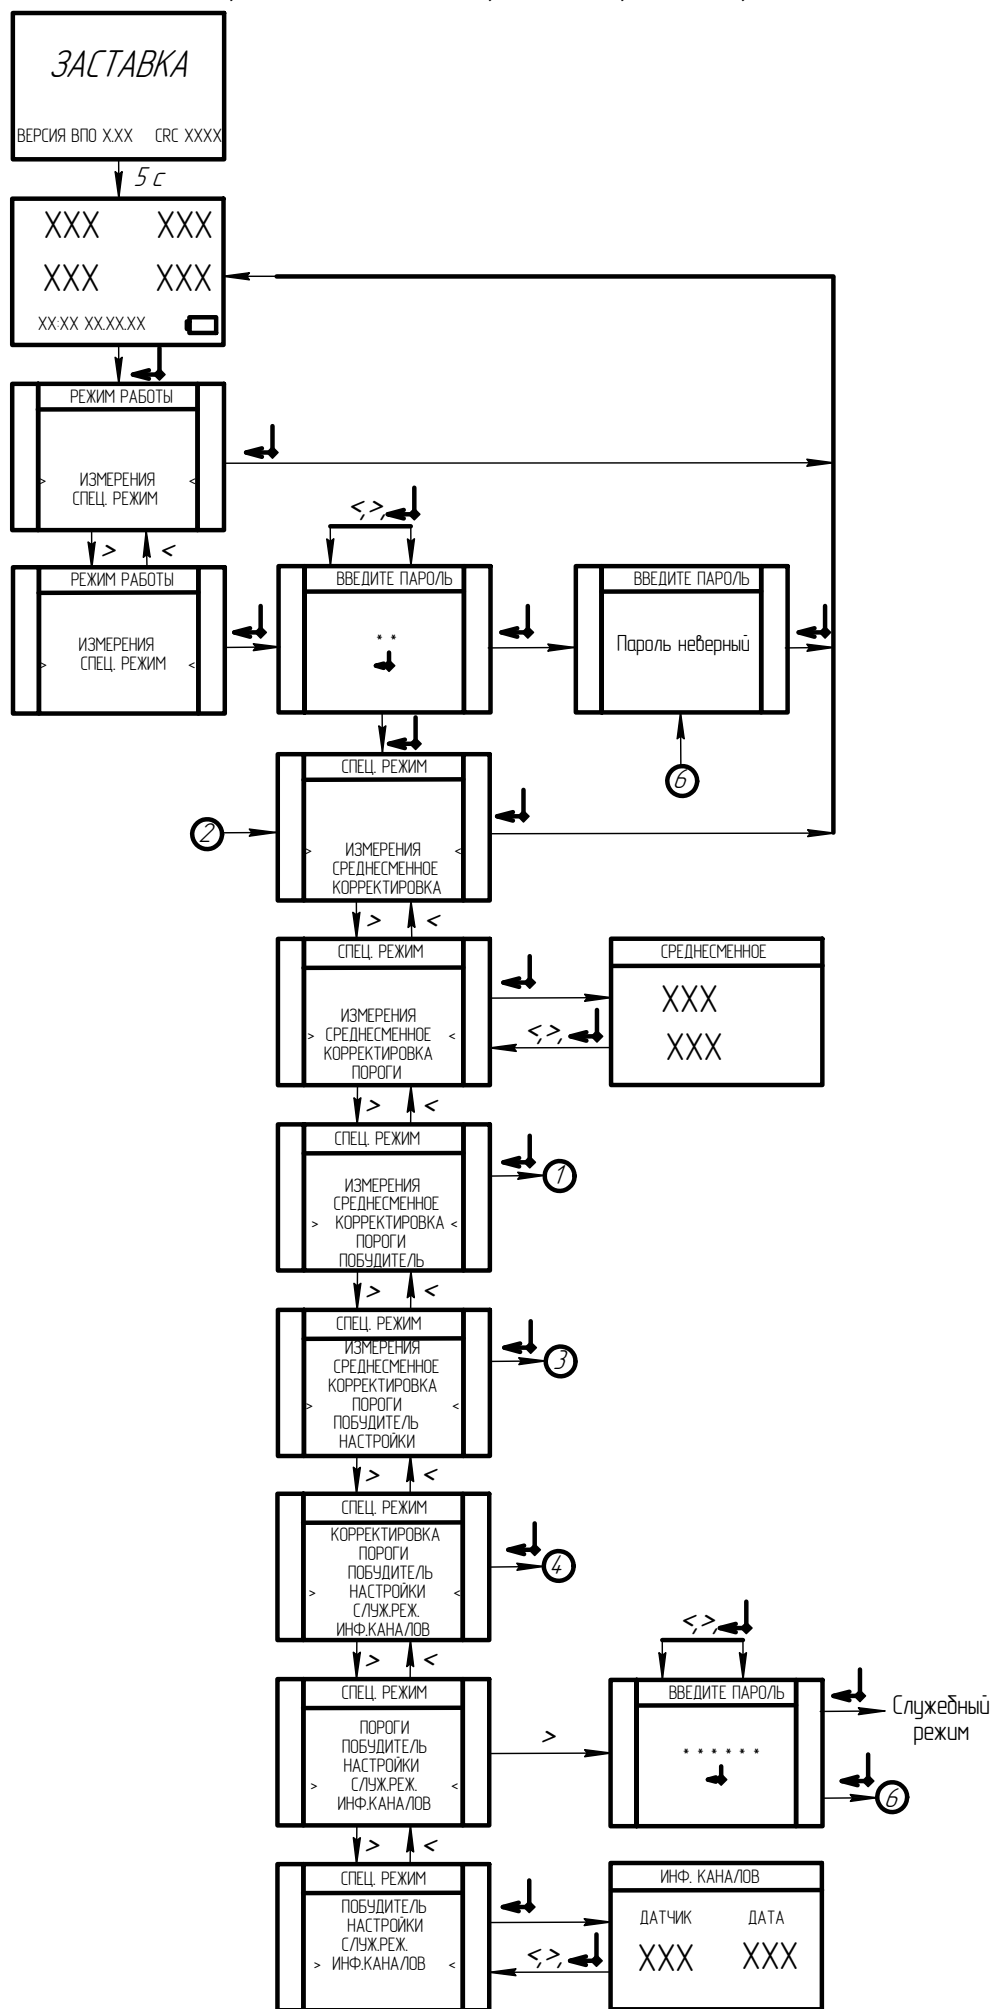 ЗАСТАВКА
ВЕРСИЯ ВПО X.XX CRC XXXX
5 с
XXX XXX
XXX XXX
XX:XX XX.XX.XX
РЕЖИМ РАБОТЫ
> ИЗМЕРЕНИЯ <
СПЕЦ. РЕЖИМ
> <
РЕЖИМ РАБОТЫ
ИЗМЕРЕНИЯ
> СПЕЦ. РЕЖИМ <
<,>,
ВВЕДИТЕ ПАРОЛЬ
* *
ВВЕДИТЕ ПАРОЛЬ
Пароль неверный
6
СПЕЦ. РЕЖИМ
2
> ИЗМЕРЕНИЯ <
СРЕДНЕСМЕННОЕ
КОРРЕКТИРОВКА
> <
СПЕЦ. РЕЖИМ
ИЗМЕРЕНИЯ
> СРЕДНЕСМЕННОЕ <
КОРРЕКТИРОВКА
ПОРОГИ
<,>,
СРЕДНЕСМЕННОЕ
XXX
XXX
> <
СПЕЦ. РЕЖИМ
ИЗМЕРЕНИЯ
СРЕДНЕСМЕННОЕ
> КОРРЕКТИРОВКА <
ПОРОГИ
ПОБУДИТЕЛЬ
1
> <
СПЕЦ. РЕЖИМ
ИЗМЕРЕНИЯ
СРЕДНЕСМЕННОЕ
КОРРЕКТИРОВКА
> ПОРОГИ <
ПОБУДИТЕЛЬ
НАСТРОЙКИ
3
> <
СПЕЦ. РЕЖИМ
КОРРЕКТИРОВКА
ПОРОГИ
ПОБУДИТЕЛЬ
> НАСТРОЙКИ <
СЛУЖ.РЕЖ.
ИНФ.КАНАЛОВ
4
> <
СПЕЦ. РЕЖИМ
ПОРОГИ
ПОБУДИТЕЛЬ
НАСТРОЙКИ
> СЛУЖ.РЕЖ. <
ИНФ.КАНАЛОВ
>
<,>,
ВВЕДИТЕ ПАРОЛЬ
* * * * * *
Служебный
режим
6
> <
СПЕЦ. РЕЖИМ
ПОБУДИТЕЛЬ
НАСТРОЙКИ
СЛУЖ.РЕЖ.
> ИНФ.КАНАЛОВ <
<,>,
ИНФ. КАНАЛОВ
ДАТЧИК ДАТА
XXX XXX